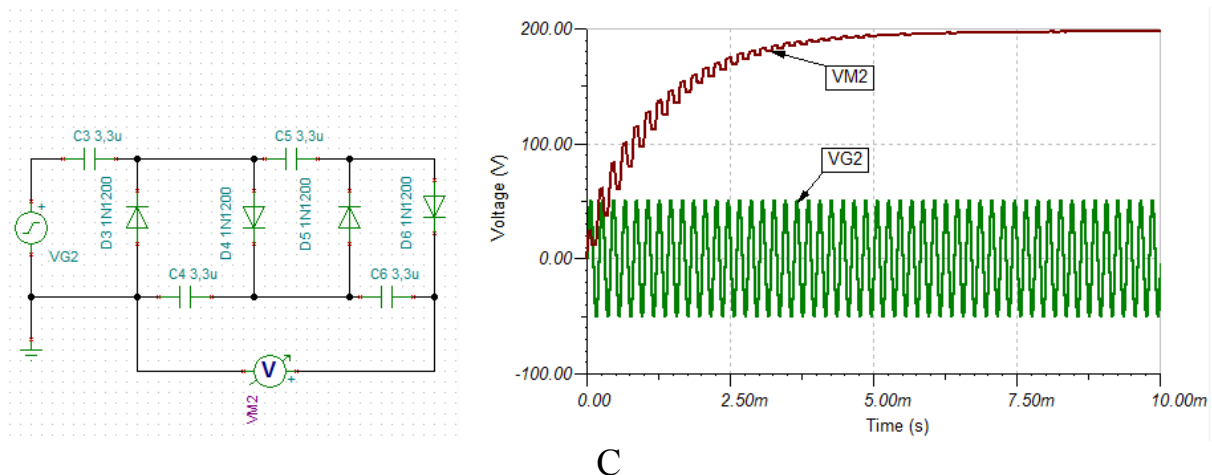 C3 3,3u
C5 3,3u
D3 1N1200
D4 1N1200
D5 1N1200
D6 1N1200
+
VG2
C4 3,3u
C6 3,3u
V
+
VM2
200.00
100.00
0.00
-100.00
Voltage (V)
VM2
VG2
0.00
2.50m
5.00m
7.50m
10.00m
Time (s)
C